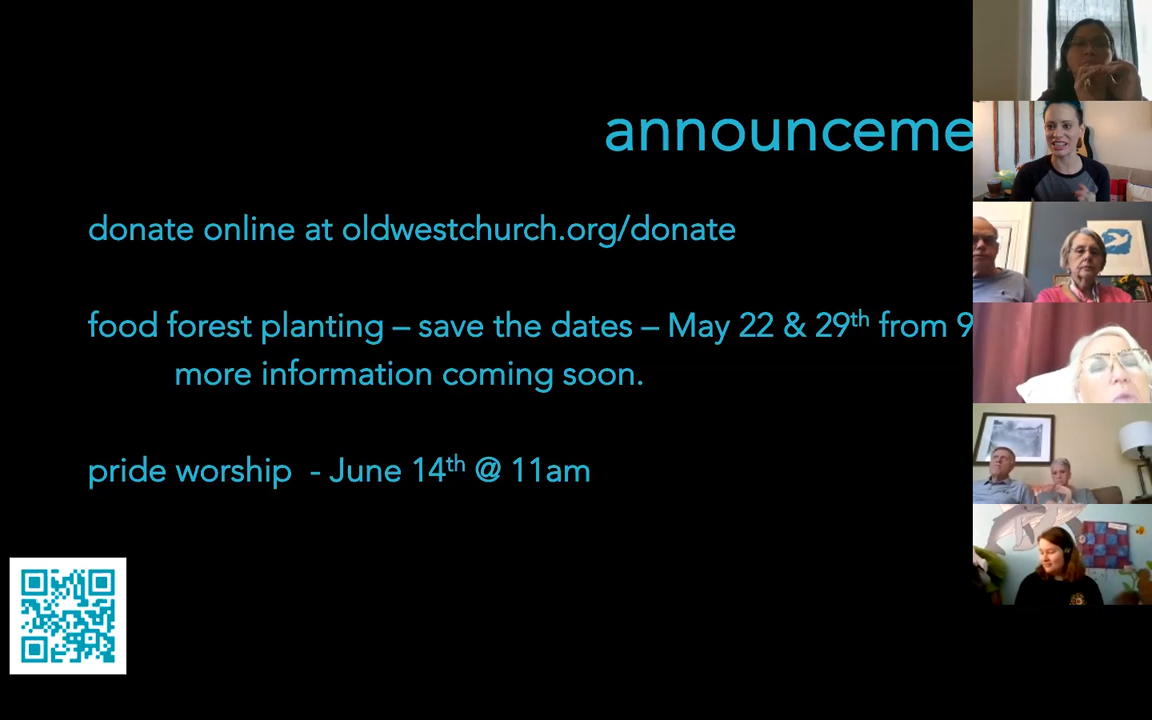 announceme
donate online at oldwestchurch.org/donate
food forest planting – save the dates – May 22 & 29th from 9
more information coming soon.
pride worship - June 14th @ 11am